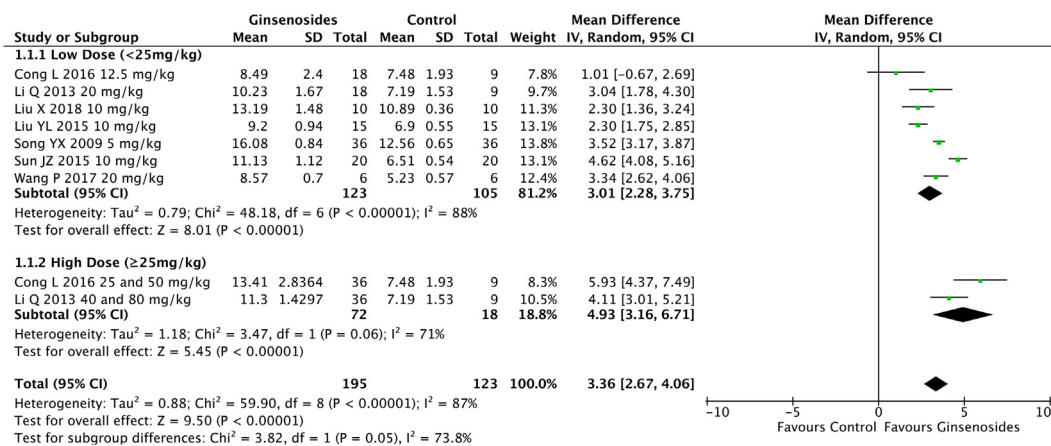 Ginsenosides Control Mean Difference Mean Difference
Study or Subgroup Mean SD Total Mean SD Total Weight IV, Random, 95% CI IV, Random, 95% CI
1.1.1 Low Dose (<25mg/kg)
Cong L 2016 12.5 mg/kg 8.49 2.4 18 7.48 1.93 9 7.8% 1.01 [-0.67, 2.69]
Li Q 2013 20 mg/kg 10.23 1.67 18 7.19 1.53 9 9.7% 3.04 [1.78, 4.30]
Liu X 2018 10 mg/kg 13.19 1.48 10 10.89 0.36 10 11.3% 2.30 [1.36, 3.24]
Liu YL 2015 10 mg/kg 9.2 0.94 15 6.9 0.55 15 13.1% 2.30 [1.75, 2.85]
Song YX 2009 5 mg/kg 16.08 0.84 36 12.56 0.65 36 13.8% 3.52 [3.17, 3.87]
Sun JZ 2015 10 mg/kg 11.13 1.12 20 6.51 0.54 20 13.1% 4.62 [4.08, 5.16]
Wang P 2017 20 mg/kg 8.57 0.7 6 5.23 0.57 6 12.4% 3.34 [2.62, 4.06]
Subtotal (95% CI) 123 105 81.2% 3.01 [2.28, 3.75]
Heterogeneity: Tau² = 0.79; Chi² = 48.18, df = 6 (P < 0.00001); I² = 88%
Test for overall effect: Z = 8.01 (P < 0.00001)
1.1.2 High Dose (≥25mg/kg)
Cong L 2016 25 and 50 mg/kg 13.41 2.8364 36 7.48 1.93 9 8.3% 5.93 [4.37, 7.49]
Li Q 2013 40 and 80 mg/kg 11.3 1.4297 36 7.19 1.53 9 10.5% 4.11 [3.01, 5.21]
Subtotal (95% CI) 72 18 18.8% 4.93 [3.16, 6.71]
Heterogeneity: Tau² = 1.18; Chi² = 3.47, df = 1 (P = 0.06); I² = 71%
Test for overall effect: Z = 5.45 (P < 0.00001)
Total (95% CI) 195 123 100.0% 3.36 [2.67, 4.06]
Heterogeneity: Tau² = 0.88; Chi² = 59.90, df = 8 (P < 0.00001); I² = 87%
Test for overall effect: Z = 9.50 (P < 0.00001)
Test for subgroup differences: Chi² = 3.82, df = 1 (P = 0.05), I² = 73.8%
-10 -5 0 5 10
Favours Control Favours Ginsenosides